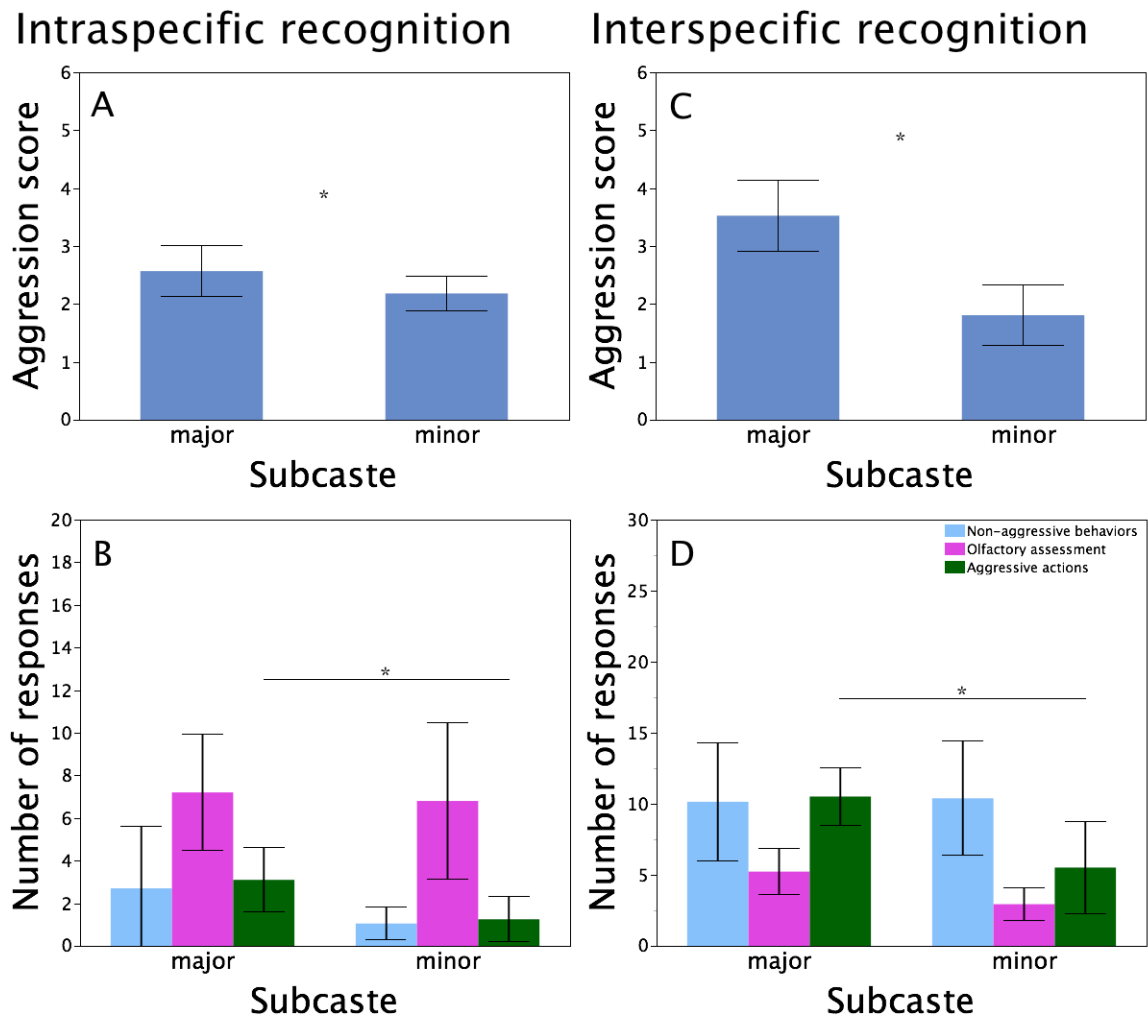 Intraspecific recognition
Interspecific recognition
A
Aggression score
6
5
4
3
2
1
0
*
major
minor
Subcaste
C
Aggression score
6
5
4
3
2
1
0
*
major
minor
Subcaste
B
Number of responses
20
18
16
14
12
10
8
6
4
2
0
*
major
minor
Subcaste
D
Number of responses
30
25
20
15
10
5
0
Non-aggressive behaviors
Olfactory assessment
Aggressive actions
*
major
minor
Subcaste